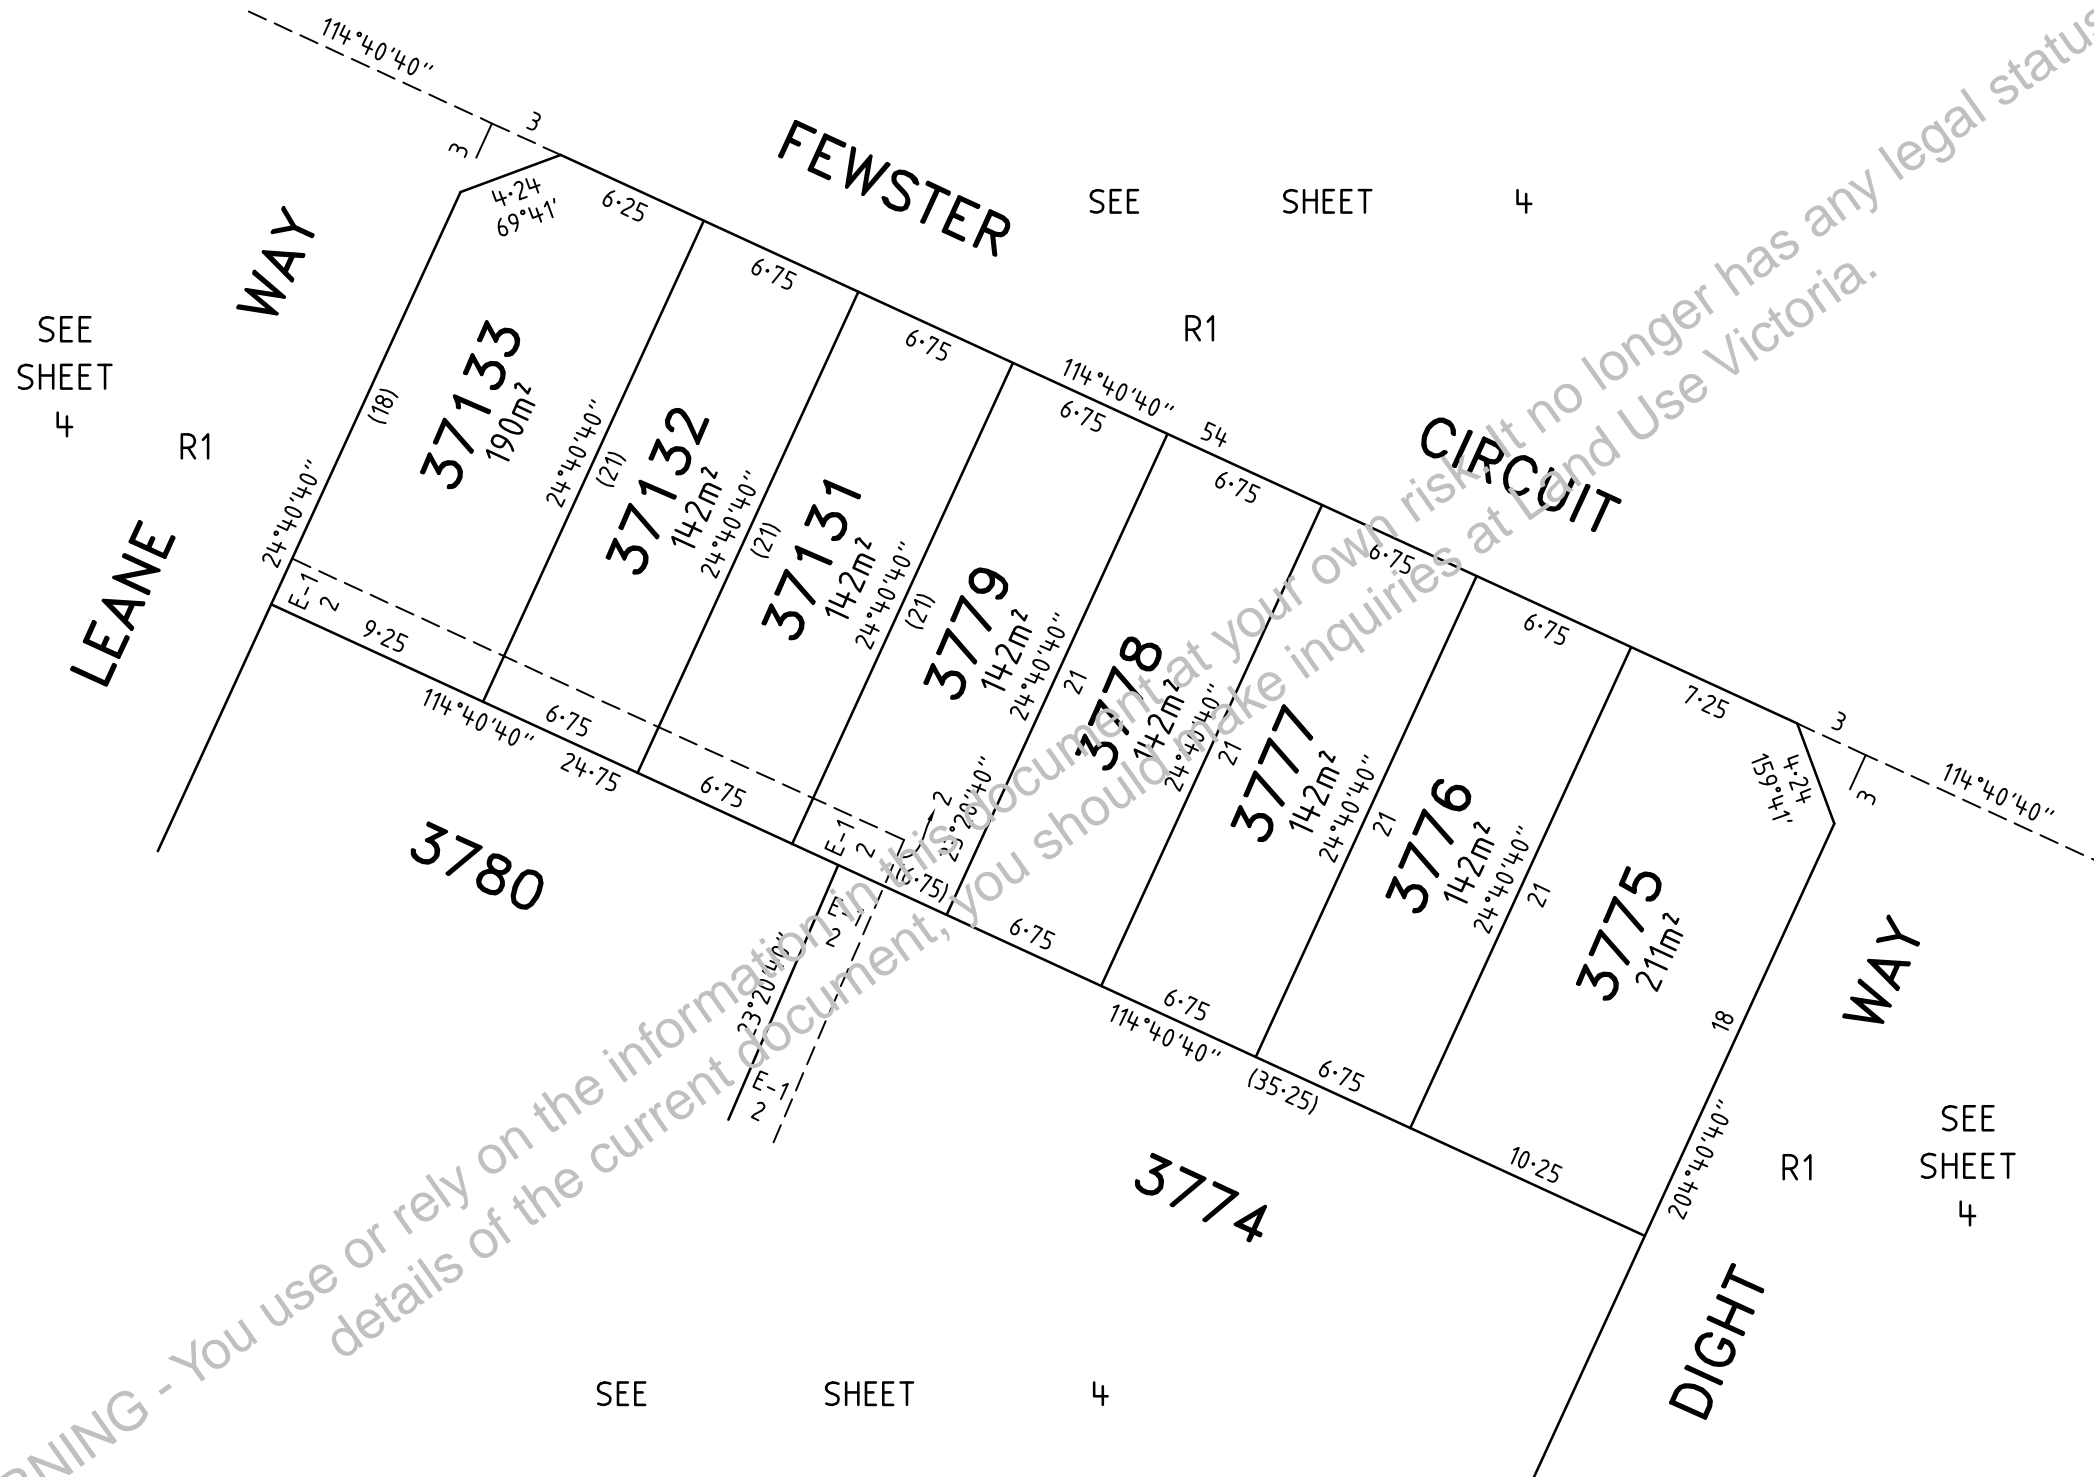 114°40'40"
3
3
4·24
69°41'
6·25
FEWSTER
SEE SHEET 4
WAY
6·75
6·75
R1
114°40'40"
6·75
54
6·75
CIRCUIT
6·75
6·75
7·25
3
3
114°40'40"
4·24
159°41'
SEE
SHEET
4
R1
LEANE
24°40'40"
(18)
37133
190m²
24°40'40"
(21)
37132
142m²
24°40'40"
(21)
37131
142m²
24°40'40"
(21)
3779
142m²
24°40'40"
21
3778
142m²
24°40'40"
21
3777
142m²
24°40'40"
21
3776
142m²
24°40'40"
21
3775
211m²
18
WAY
204°40'40"
R1
SEE
SHEET
4
DIGHT
E-1
2
9·25
114°40'40"
6·75
24·75
6·75
E-1
2
2
(6·75)
6·75
6·75
114°40'40"
6·75
(35·25)
10·25
3780
23°20'40"
E-1
2
E-1
2
3774
SEE SHEET 4
- You use or rely on the information in this document at your own risk. It no longer has any legal status
details of the current document, you should make inquiries at Land Use Victoria.